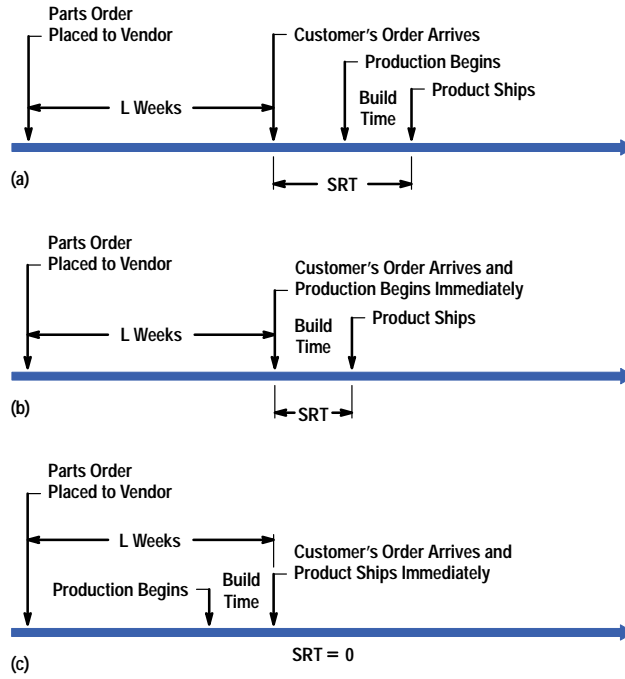 Parts Order
Placed to Vendor
Customer's Order Arrives
Production Begins
Product Ships
Build
Time
L Weeks
SRT
(a)
Parts Order
Placed to Vendor
Customer's Order Arrives and
Production Begins Immediately
Product Ships
Build
Time
L Weeks
SRT
(b)
Parts Order
Placed to Vendor
L Weeks
Customer's Order Arrives and
Product Ships Immediately
Production Begins
Build
Time
SRT = 0
(c)